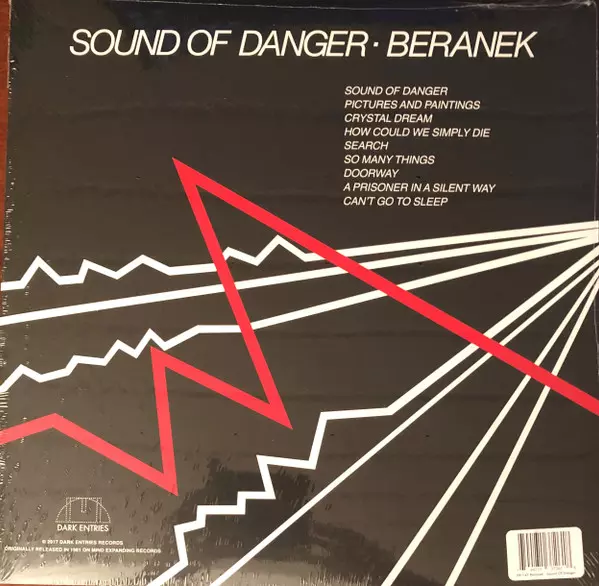 SOUND OF DANGER · BERANEK
SOUND OF DANGER
PICTURES AND PAINTINGS
CRYSTAL DREAM
HOW COULD WE SIMPLY DIE
SEARCH
SO MANY THINGS
DOORWAY
A PRISONER IN A SILENT WAY
CAN'T GO TO SLEEP
DARK ENTRIES
℗ 2017 DARK ENTRIES RECORDS
ORIGINALLY RELEASED IN 1981 ON MIND EXPANDING RECORDS